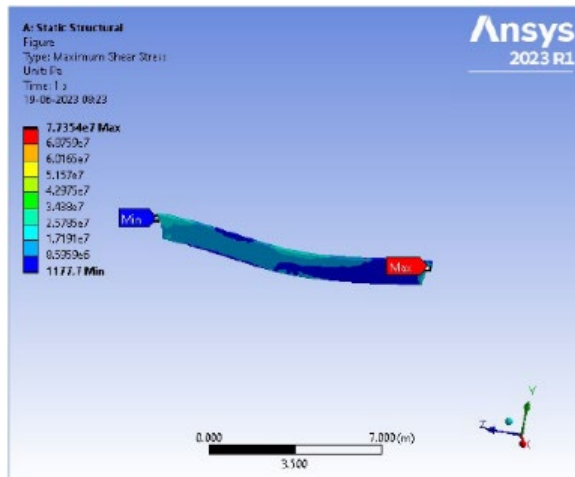 A: Static Structural
Figure
Type: Maximum Shear Stress
Unit: Pa
Time: 1 s
19-06-2023 09:23
7.7354e7 Max
6.8759e7
6.0165e7
5.157e7
4.2975e7
3.438e7
2.5785e7
1.7191e7
8.5959e6
1177.7 Min
Ansys
2023 R1
Min
Max
0.000
7.000 (m)
3.500
Y
Z
X